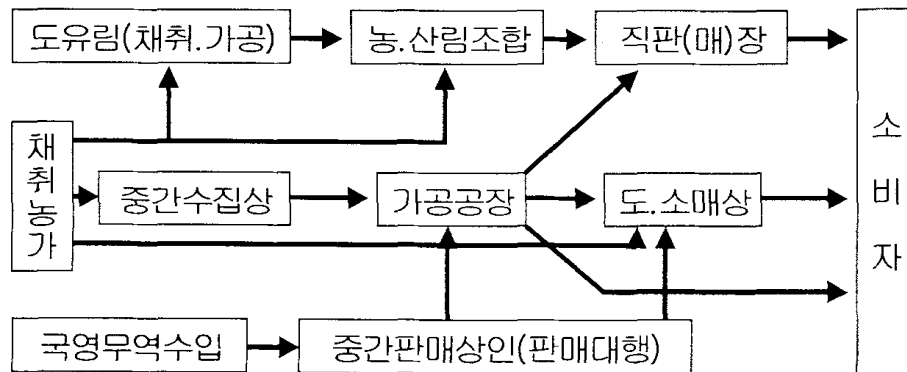 도유림(채취.가공)
농.산림조합
직판(매)장
소비자
채취농가
중간수집상
가공공장
도.소매상
국영무역수입
중간판매상인(판매대행)